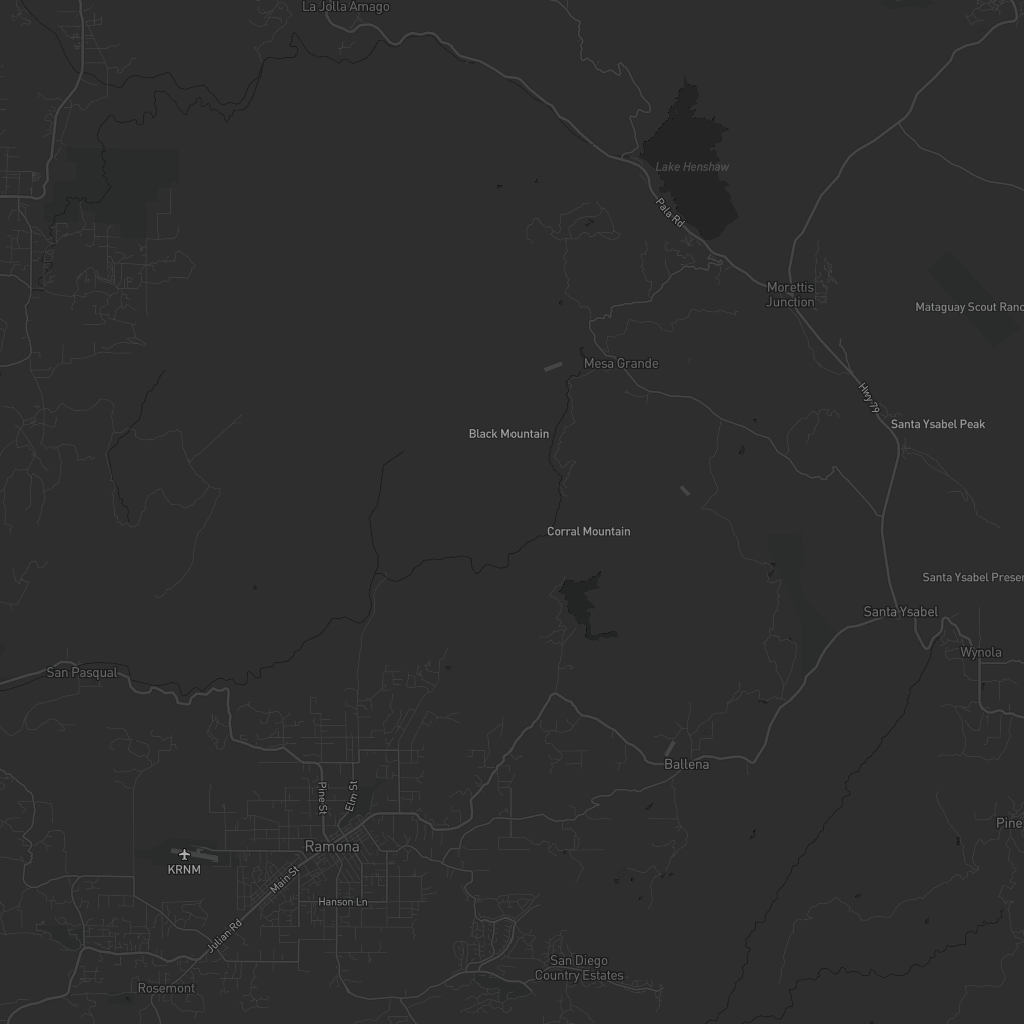 La Jolla Amago
Lake Henshaw
Pala Rd
Morettis
Junction
Mataguay Scout Ranc
Mesa Grande
Hwy 79
Santa Ysabel Peak
Black Mountain
Corral Mountain
Santa Ysabel Preser
Santa Ysabel
Wynola
San Pasqual
Ballena
Pine St
Elm St
Pine
Ramona
KRNM
Main St
Hanson Ln
Julian Rd
San Diego
Country Estates
Rosemont